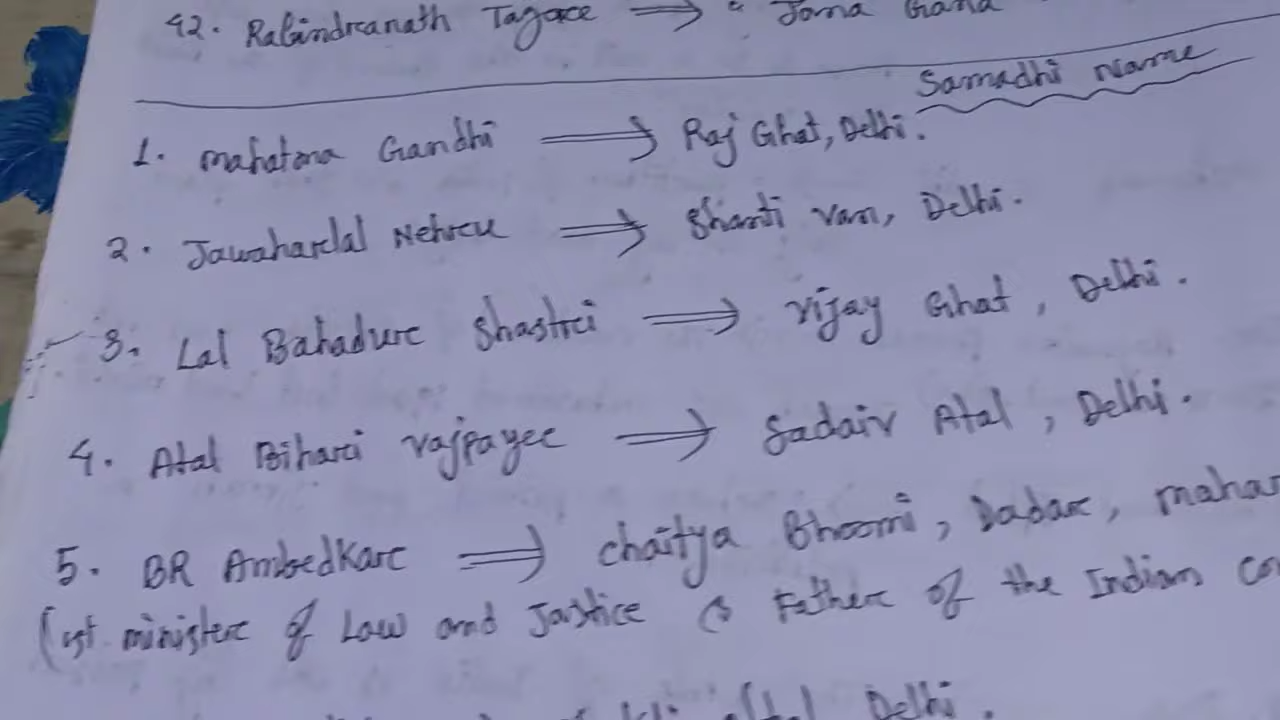 42. Rabindranath Tagore ⟹ " Jana Gana
Samadhi Name
1. Mahatma Gandhi ⟹ Raj Ghat, Delhi.
2. Jawaharlal Nehru ⟹ Shanti Van, Delhi.
3. Lal Bahadur Shastri ⟹ Vijay Ghat, Delhi.
4. Atal Bihari Vajpayee ⟹ Sadaiv Atal, Delhi.
5. BR Ambedkar ⟹ Chaitya Bhoomi, Dadar, Mahar
(1st minister of Law and Justice & Father of the Indian Co
Delhi.